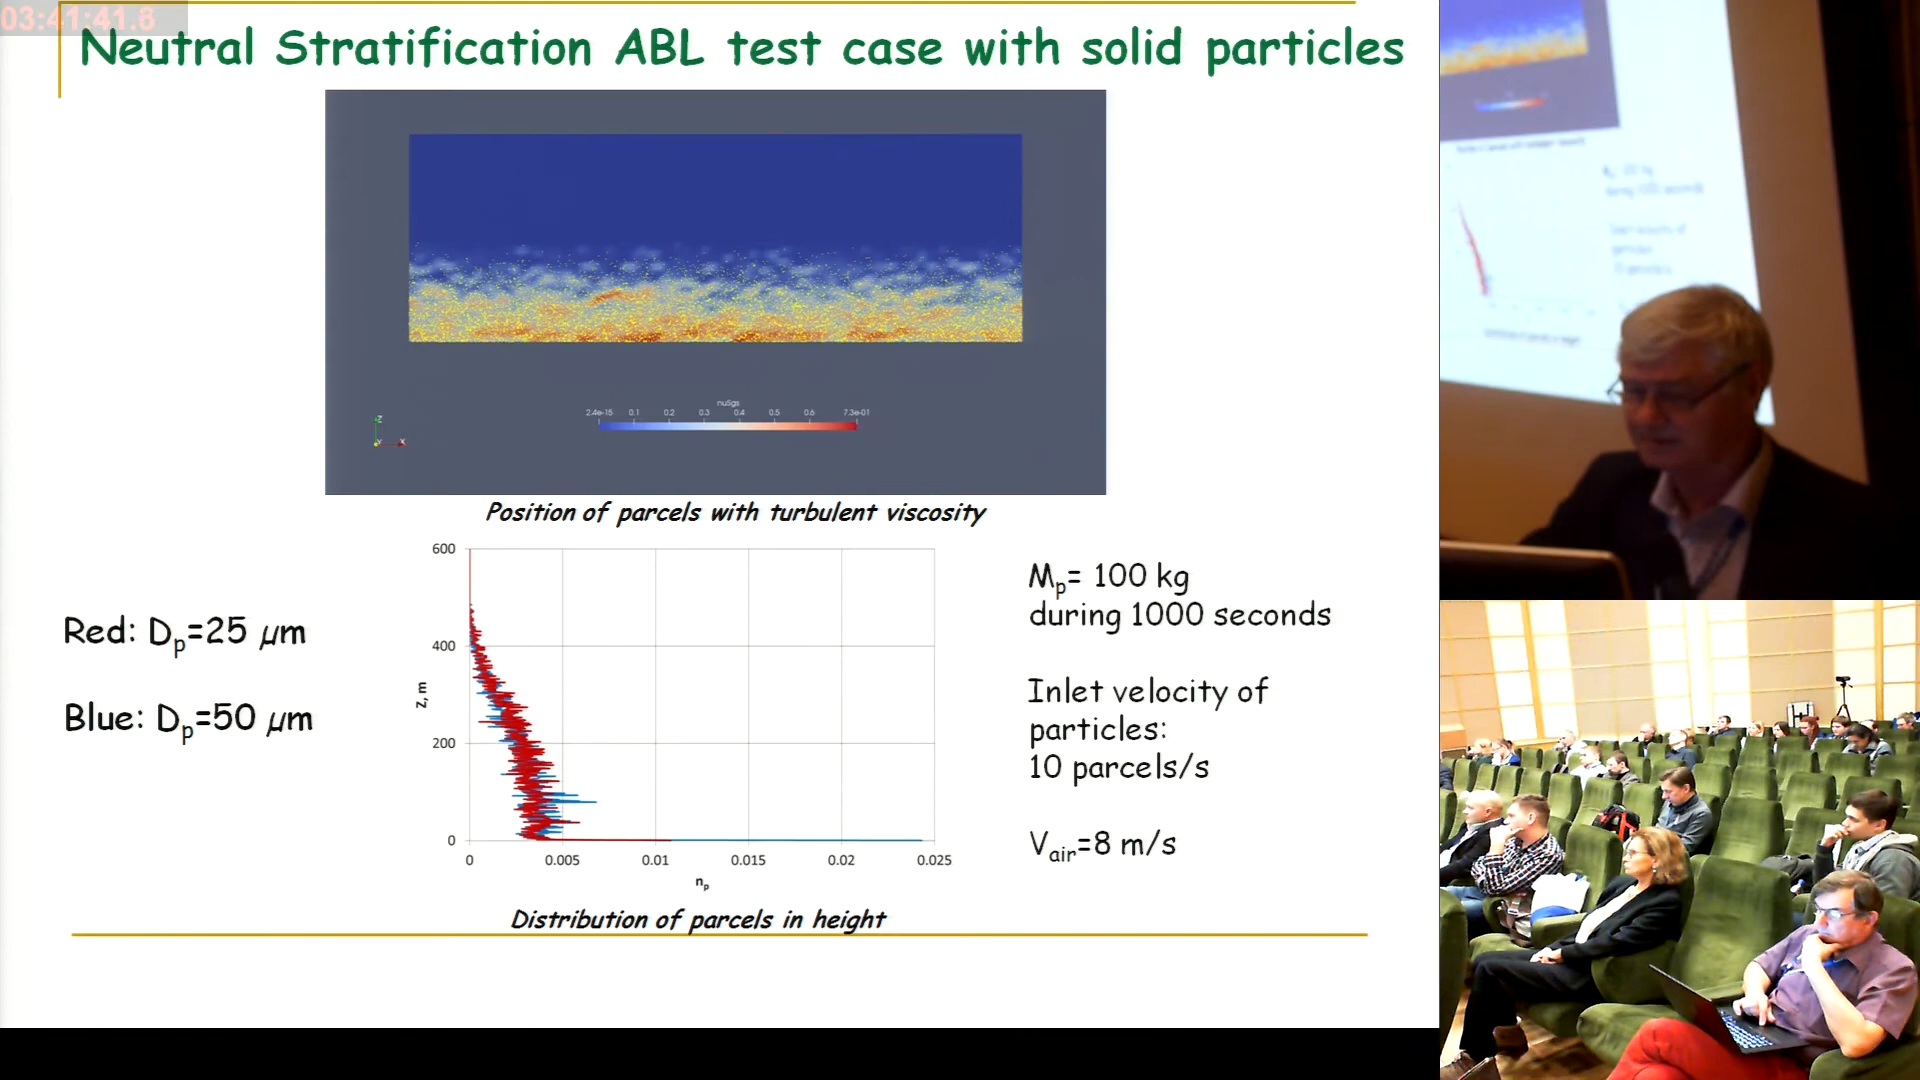 03:41:41.8
Neutral Stratification ABL test case with solid particles
nuSgs
2.4e-15 0.1 0.2 0.3 0.4 0.5 0.6 7.3e-01
Z
Y X
Position of parcels with turbulent viscosity
Red: Dp=25 µm
Blue: Dp=50 µm
600
400
200
0
Z, m
0 0.005 0.01 0.015 0.02 0.025
np
Distribution of parcels in height
Mp= 100 kg
during 1000 seconds
Inlet velocity of
particles:
10 parcels/s
Vair=8 m/s